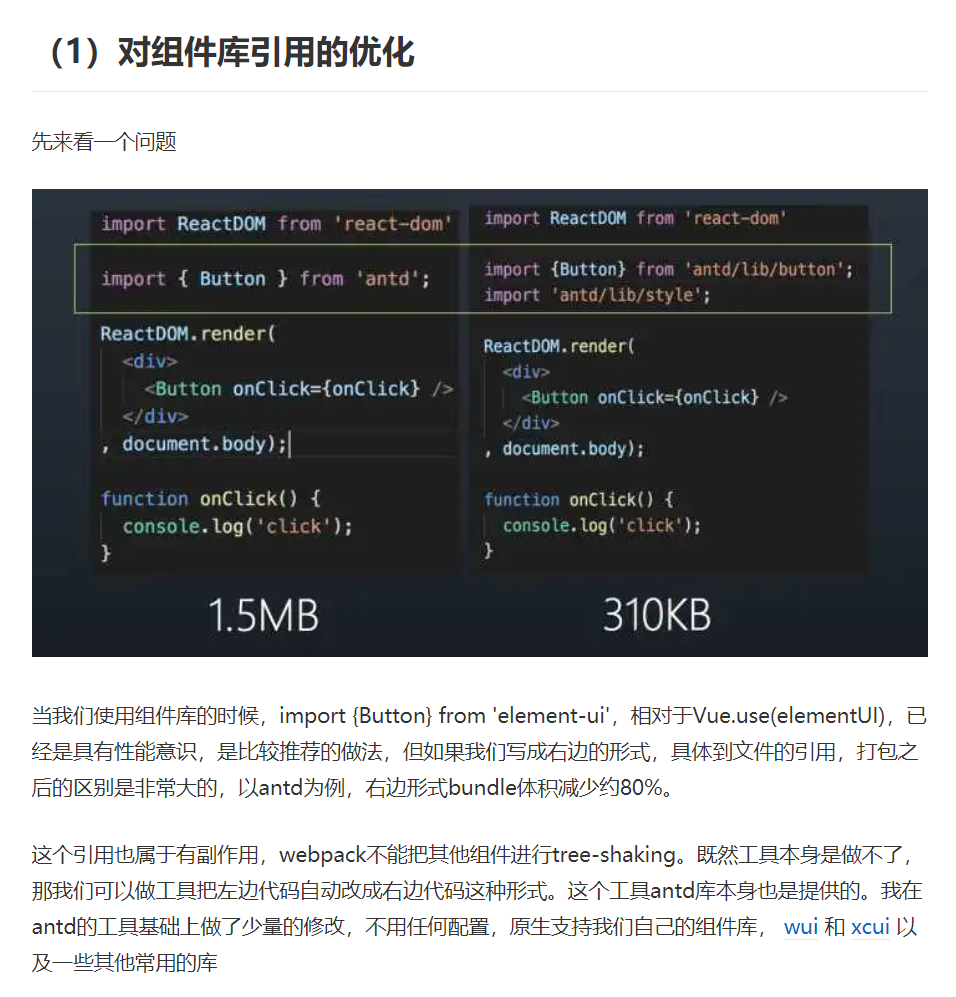 （1）对组件库引用的优化
先来看一个问题
import ReactDOM from 'react-dom'
import { Button } from 'antd';
ReactDOM.render(
<div>
<Button onClick={onClick} />
</div>
, document.body);
function onClick() {
console.log('click');
}
1.5MB
import ReactDOM from 'react-dom'
import {Button} from 'antd/lib/button';
import 'antd/lib/style';
ReactDOM.render(
<div>
<Button onClick={onClick} />
</div>
, document.body);
function onClick() {
console.log('click');
}
310KB
当我们使用组件库的时候，import {Button} from 'element-ui'，相对于Vue.use(elementUI)，已
经是具有性能意识，是比较推荐的做法，但如果我们写成右边的形式，具体到文件的引用，打包之
后的区别是非常大的，以antd为例，右边形式bundle体积减少约80%。
这个引用也属于有副作用，webpack不能把其他组件进行tree-shaking。既然工具本身是做不了，
那我们可以做工具把左边代码自动改成右边代码这种形式。这个工具antd库本身也是提供的。我在
antd的工具基础上做了少量的修改，不用任何配置，原生支持我们自己的组件库， wui 和 xcui 以
及一些其他常用的库